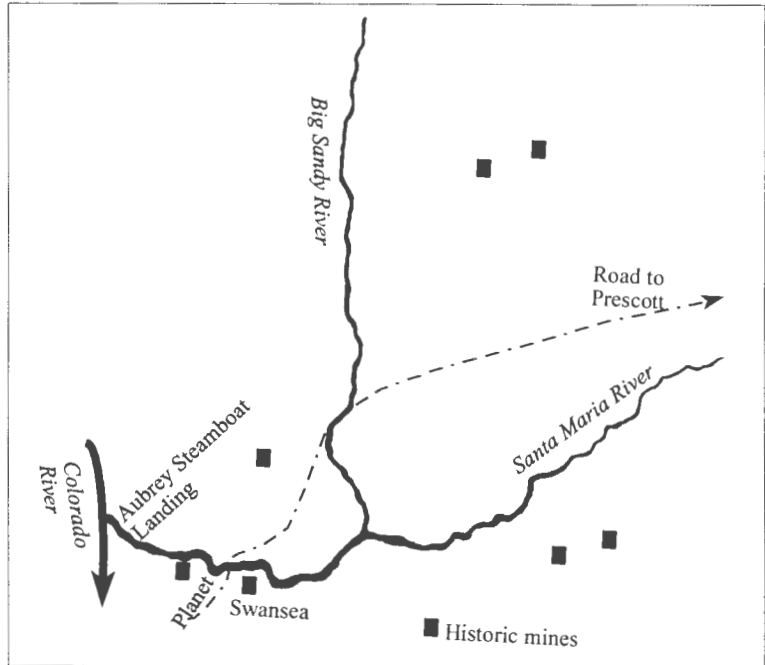 Big Sandy River
Road to
Prescott
Santa Maria River
Aubrey Steamboat
Landing
Colorado
River
Planet
Swansea
Historic mines